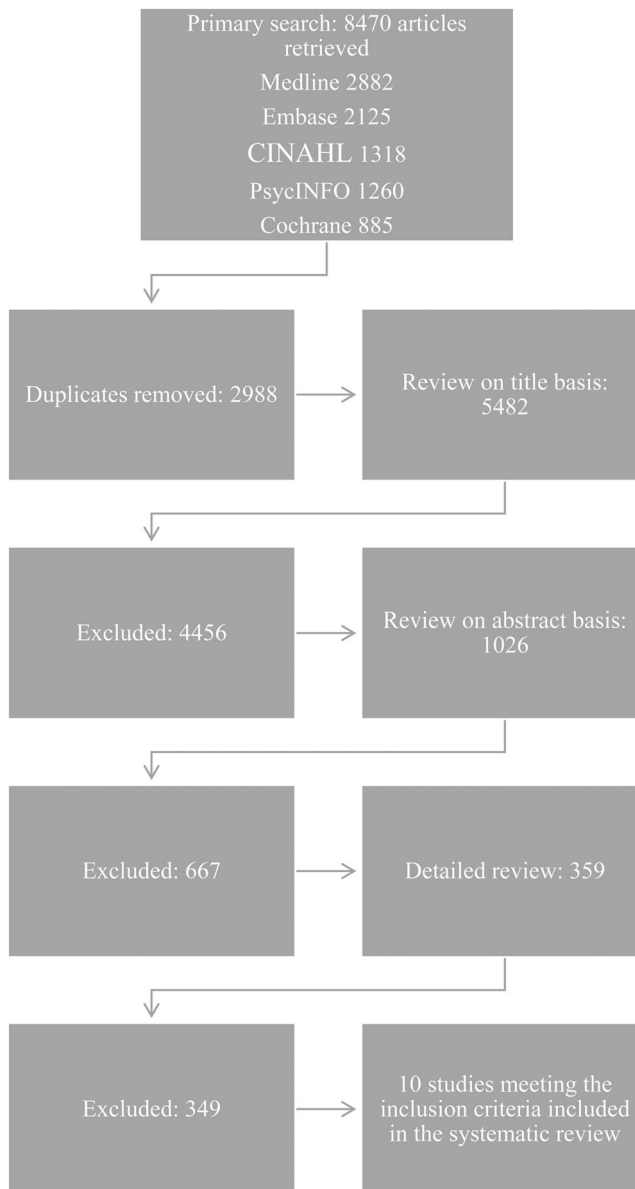 Primary search: 8470 articles
retrieved
Medline 2882
Embase 2125
CINAHL 1318
PsycINFO 1260
Cochrane 885
Duplicates removed: 2988
Review on title basis:
5482
Excluded: 4456
Review on abstract basis:
1026
Excluded: 667
Detailed review: 359
Excluded: 349
10 studies meeting the
inclusion criteria included
in the systematic review